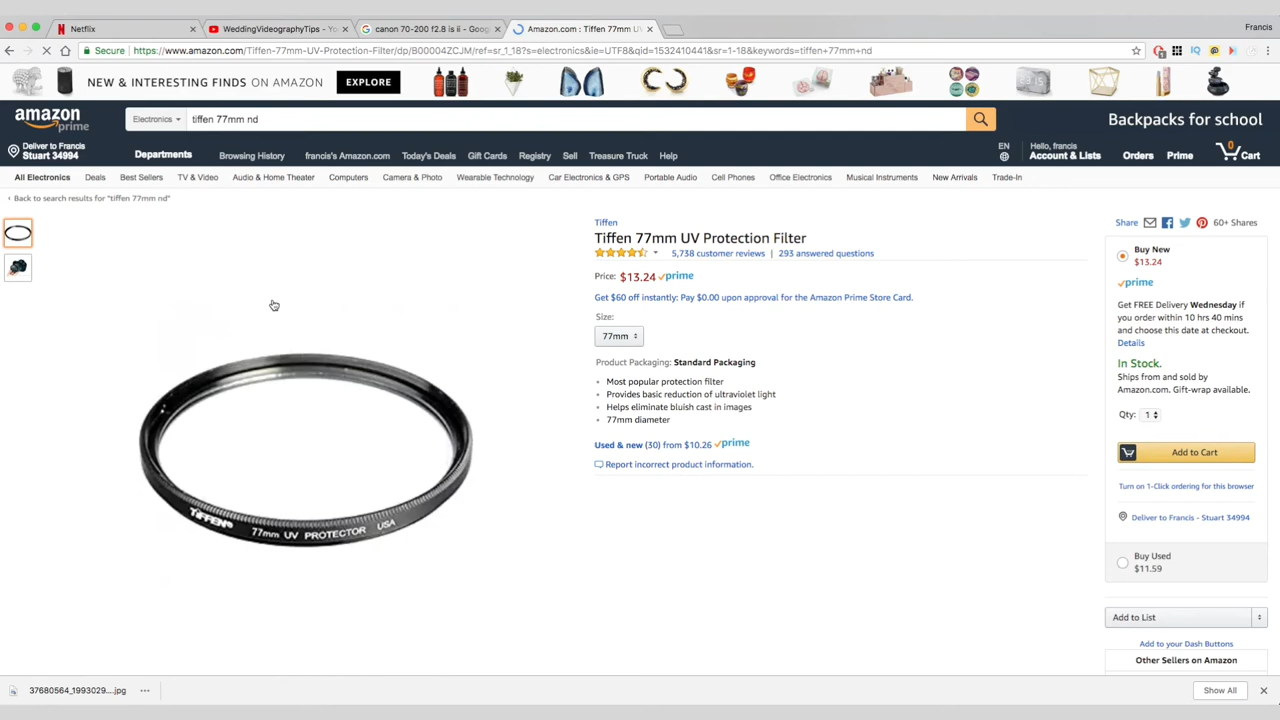 Netflix
WeddingVideographyTips - You
canon 70-200 f2.8 is ii - Goog
Amazon.com : Tiffen 77mm UV
Francis
Secure
https://www.amazon.com/Tiffen-77mm-UV-Protection-Filter/dp/B00004ZCJM/ref=sr_1_18?s=electronics&ie=UTF8&qid=1532410441&sr=1-18&keywords=tiffen+77mm+nd
NEW & INTERESTING FINDS ON AMAZON
EXPLORE
amazon prime
Electronics
tiffen 77mm nd
Backpacks for school
Deliver to Francis
Stuart 34994
Departments
Browsing History
francis's Amazon.com
Today's Deals
Gift Cards
Registry
Sell
Treasure Truck
Help
EN
Hello, francis
Account & Lists
Orders
Prime
0
Cart
All Electronics
Deals
Best Sellers
TV & Video
Audio & Home Theater
Computers
Camera & Photo
Wearable Technology
Car Electronics & GPS
Portable Audio
Cell Phones
Office Electronics
Musical Instruments
New Arrivals
Trade-In
‹ Back to search results for "tiffen 77mm nd"
TIFFEN® 77mm UV PROTECTOR USA
Tiffen
Tiffen 77mm UV Protection Filter
5,738 customer reviews | 293 answered questions
Price: $13.24 prime
Get $60 off instantly: Pay $0.00 upon approval for the Amazon Prime Store Card.
Size:
77mm
Product Packaging: Standard Packaging
• Most popular protection filter
• Provides basic reduction of ultraviolet light
• Helps eliminate bluish cast in images
• 77mm diameter
Used & new (30) from $10.26 prime
Report incorrect product information.
Share
60+ Shares
Buy New
$13.24
prime
Get FREE Delivery Wednesday if
you order within 10 hrs 40 mins
and choose this date at checkout.
Details
In Stock.
Ships from and sold by
Amazon.com. Gift-wrap available.
Qty: 1
Add to Cart
Turn on 1-Click ordering for this browser
Deliver to Francis - Stuart 34994
Buy Used
$11.59
Add to List
Add to your Dash Buttons
Other Sellers on Amazon
37680564_1993029....jpg
Show All